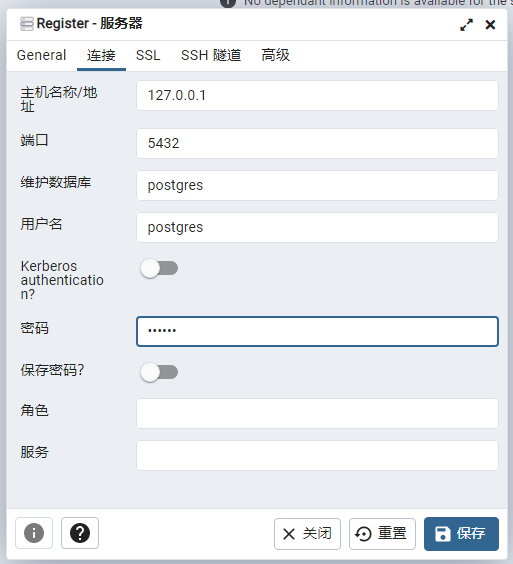 No dependant information is available for the s
Register - 服务器
General 连接 SSL SSH 隧道 高级
主机名称/地
址
127.0.0.1
端口
5432
维护数据库
postgres
用户名
postgres
Kerberos
authenticatio
n?
密码
••••••
保存密码?
角色
服务
关闭 重置 保存